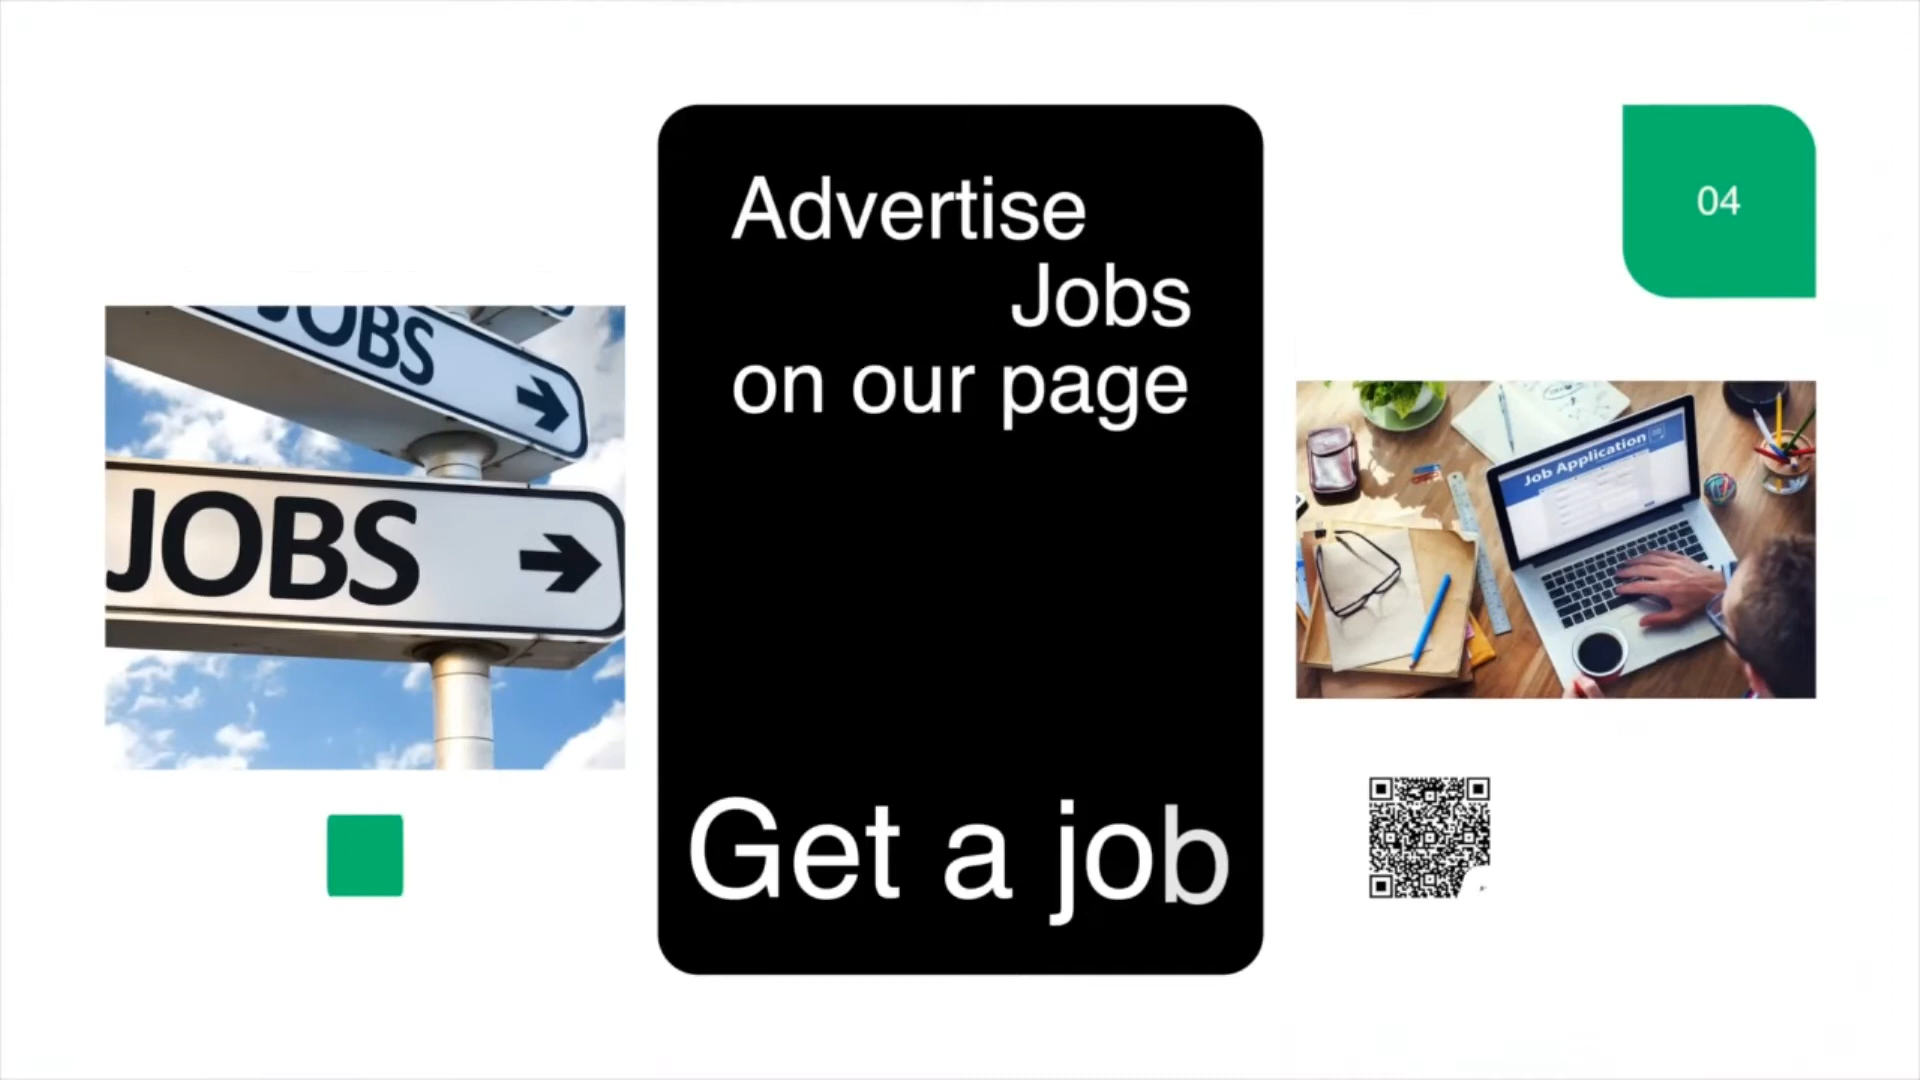 Advertise
Jobs
on our page
Get a job
04
JOBS
JOBS
Job Application